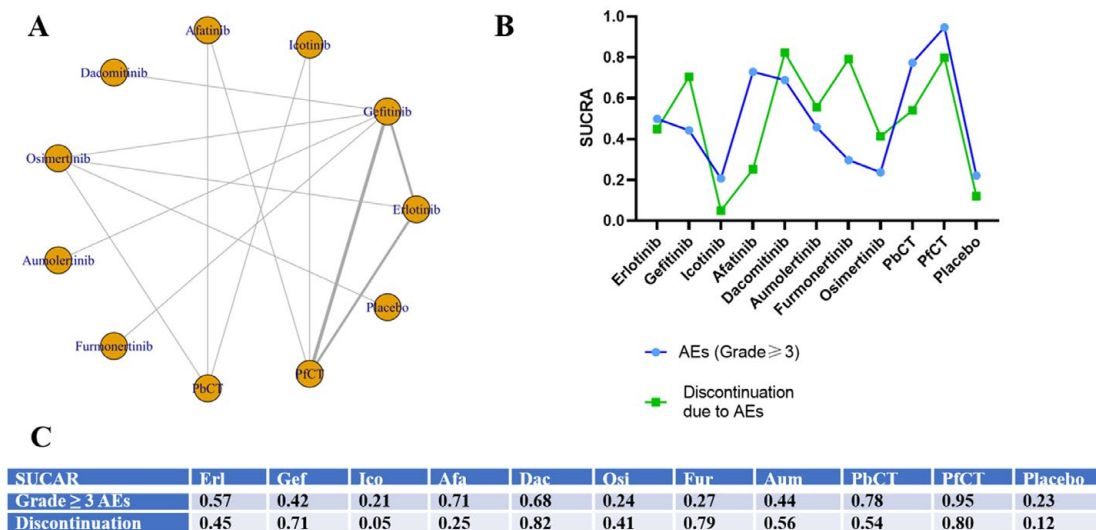 A
Afatinib
Icotinib
Dacomitinib
Gefitinib
Osimertinib
Erlotinib
Aumolertinib
Placebo
Furmonertinib
PbCT
PfCT
B
SUCRA
1.0
0.8
0.6
0.4
0.2
0.0
Erlotinib
Gefitinib
Icotinib
Afatinib
Dacomitinib
Aumolertinib
Furmonertinib
Osimertinib
PbCT
PfCT
Placebo
AEs (Grade≥3)
Discontinuation
due to AEs
C
SUCAR Erl Gef Ico Afa Dac Osi Fur Aum PbCT PfCT Placebo
Grade ≥ 3 AEs 0.57 0.42 0.21 0.71 0.68 0.24 0.27 0.44 0.78 0.95 0.23
Discontinuation 0.45 0.71 0.05 0.25 0.82 0.41 0.79 0.56 0.54 0.80 0.12